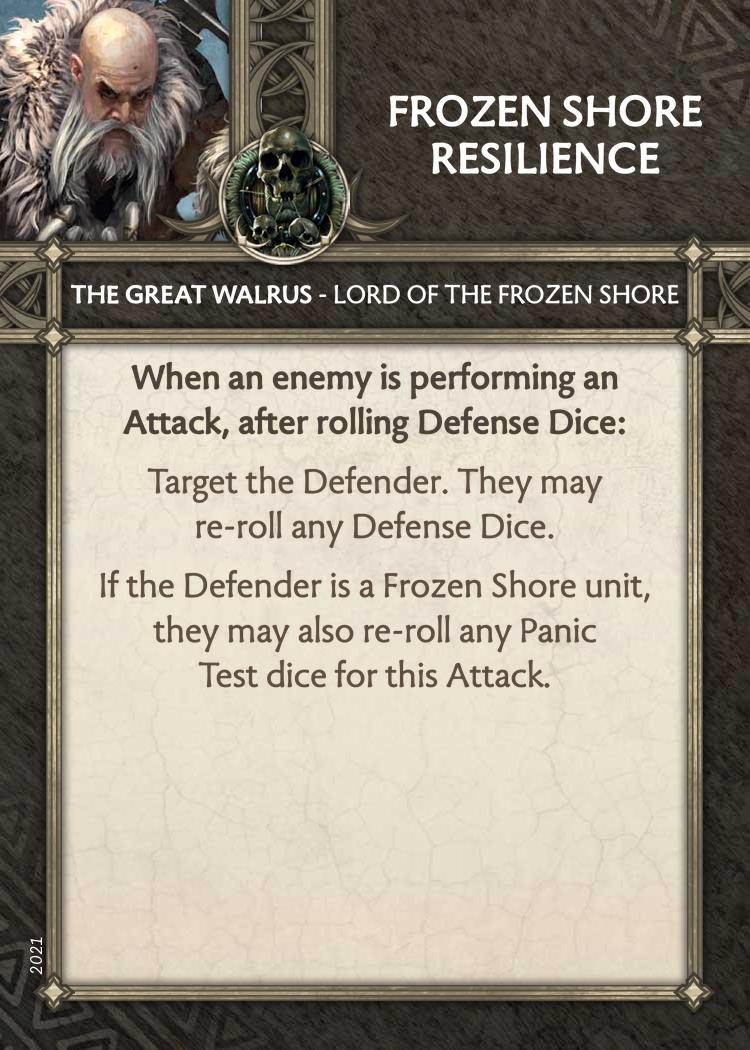 FROZEN SHORE
RESILIENCE
THE GREAT WALRUS - LORD OF THE FROZEN SHORE
When an enemy is performing an
Attack, after rolling Defense Dice:
Target the Defender. They may
re-roll any Defense Dice.
If the Defender is a Frozen Shore unit,
they may also re-roll any Panic
Test dice for this Attack.
2021